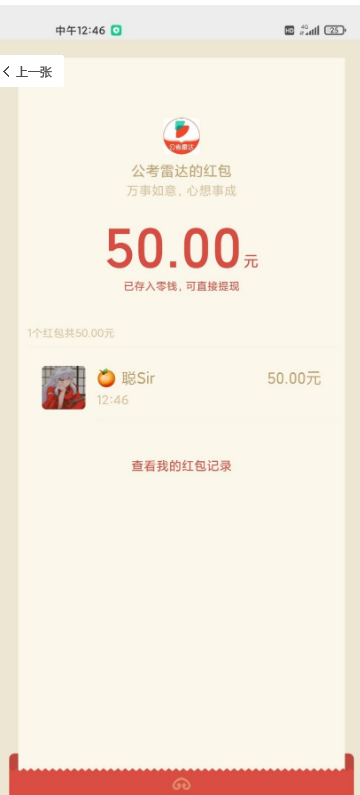 中午12:46
HD 4G 25
上一张
公考雷达
公考雷达的红包
万事如意，心想事成
50.00元
已存入零钱，可直接提现
1个红包共50.00元
聪Sir 50.00元
12:46
查看我的红包记录